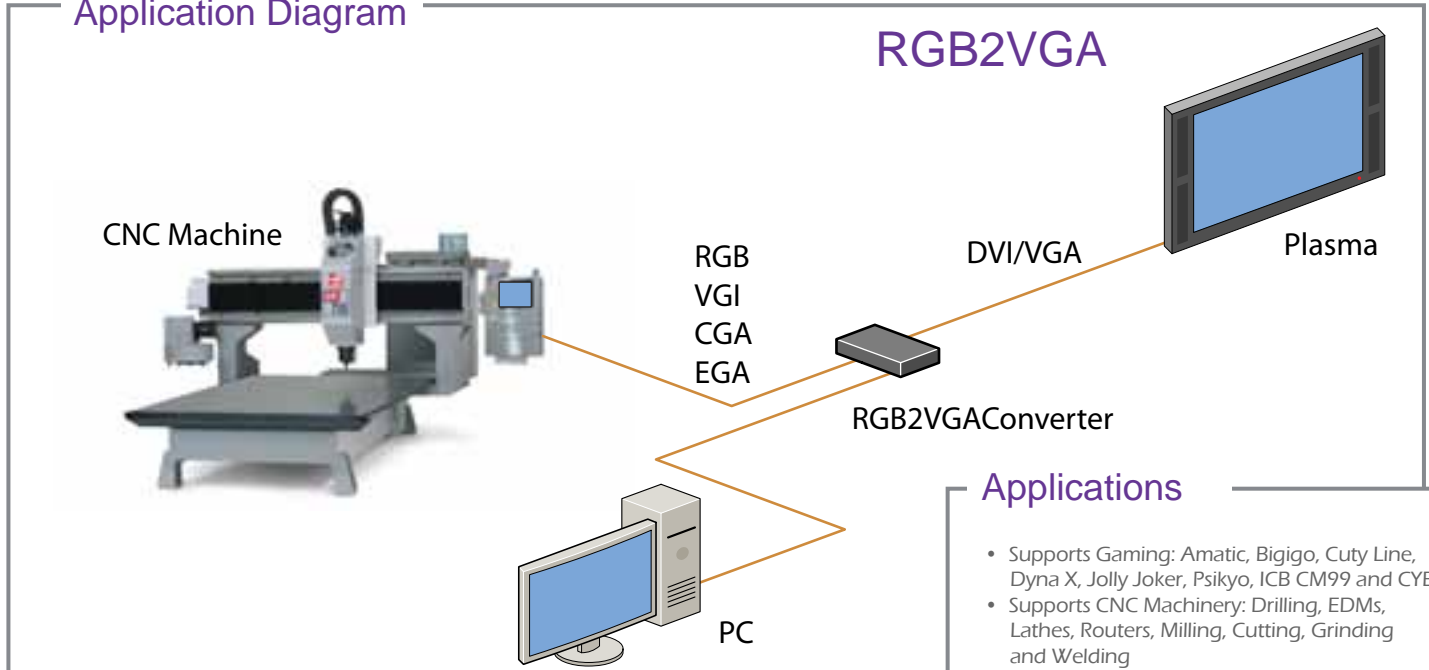 Application Diagram
RGB2VGA
CNC Machine
RGB
VGI
CGA
EGA
DVI/VGA
Plasma
RGB2VGAConverter
PC
Applications
• Supports Gaming: Amatic, Bigigo, Cuty Line,
Dyna X, Jolly Joker, Psikyo, ICB CM99 and
• Supports CNC Machinery: Drilling, EDMs,
Lathes, Routers, Milling, Cutting, Grinding
and Welding